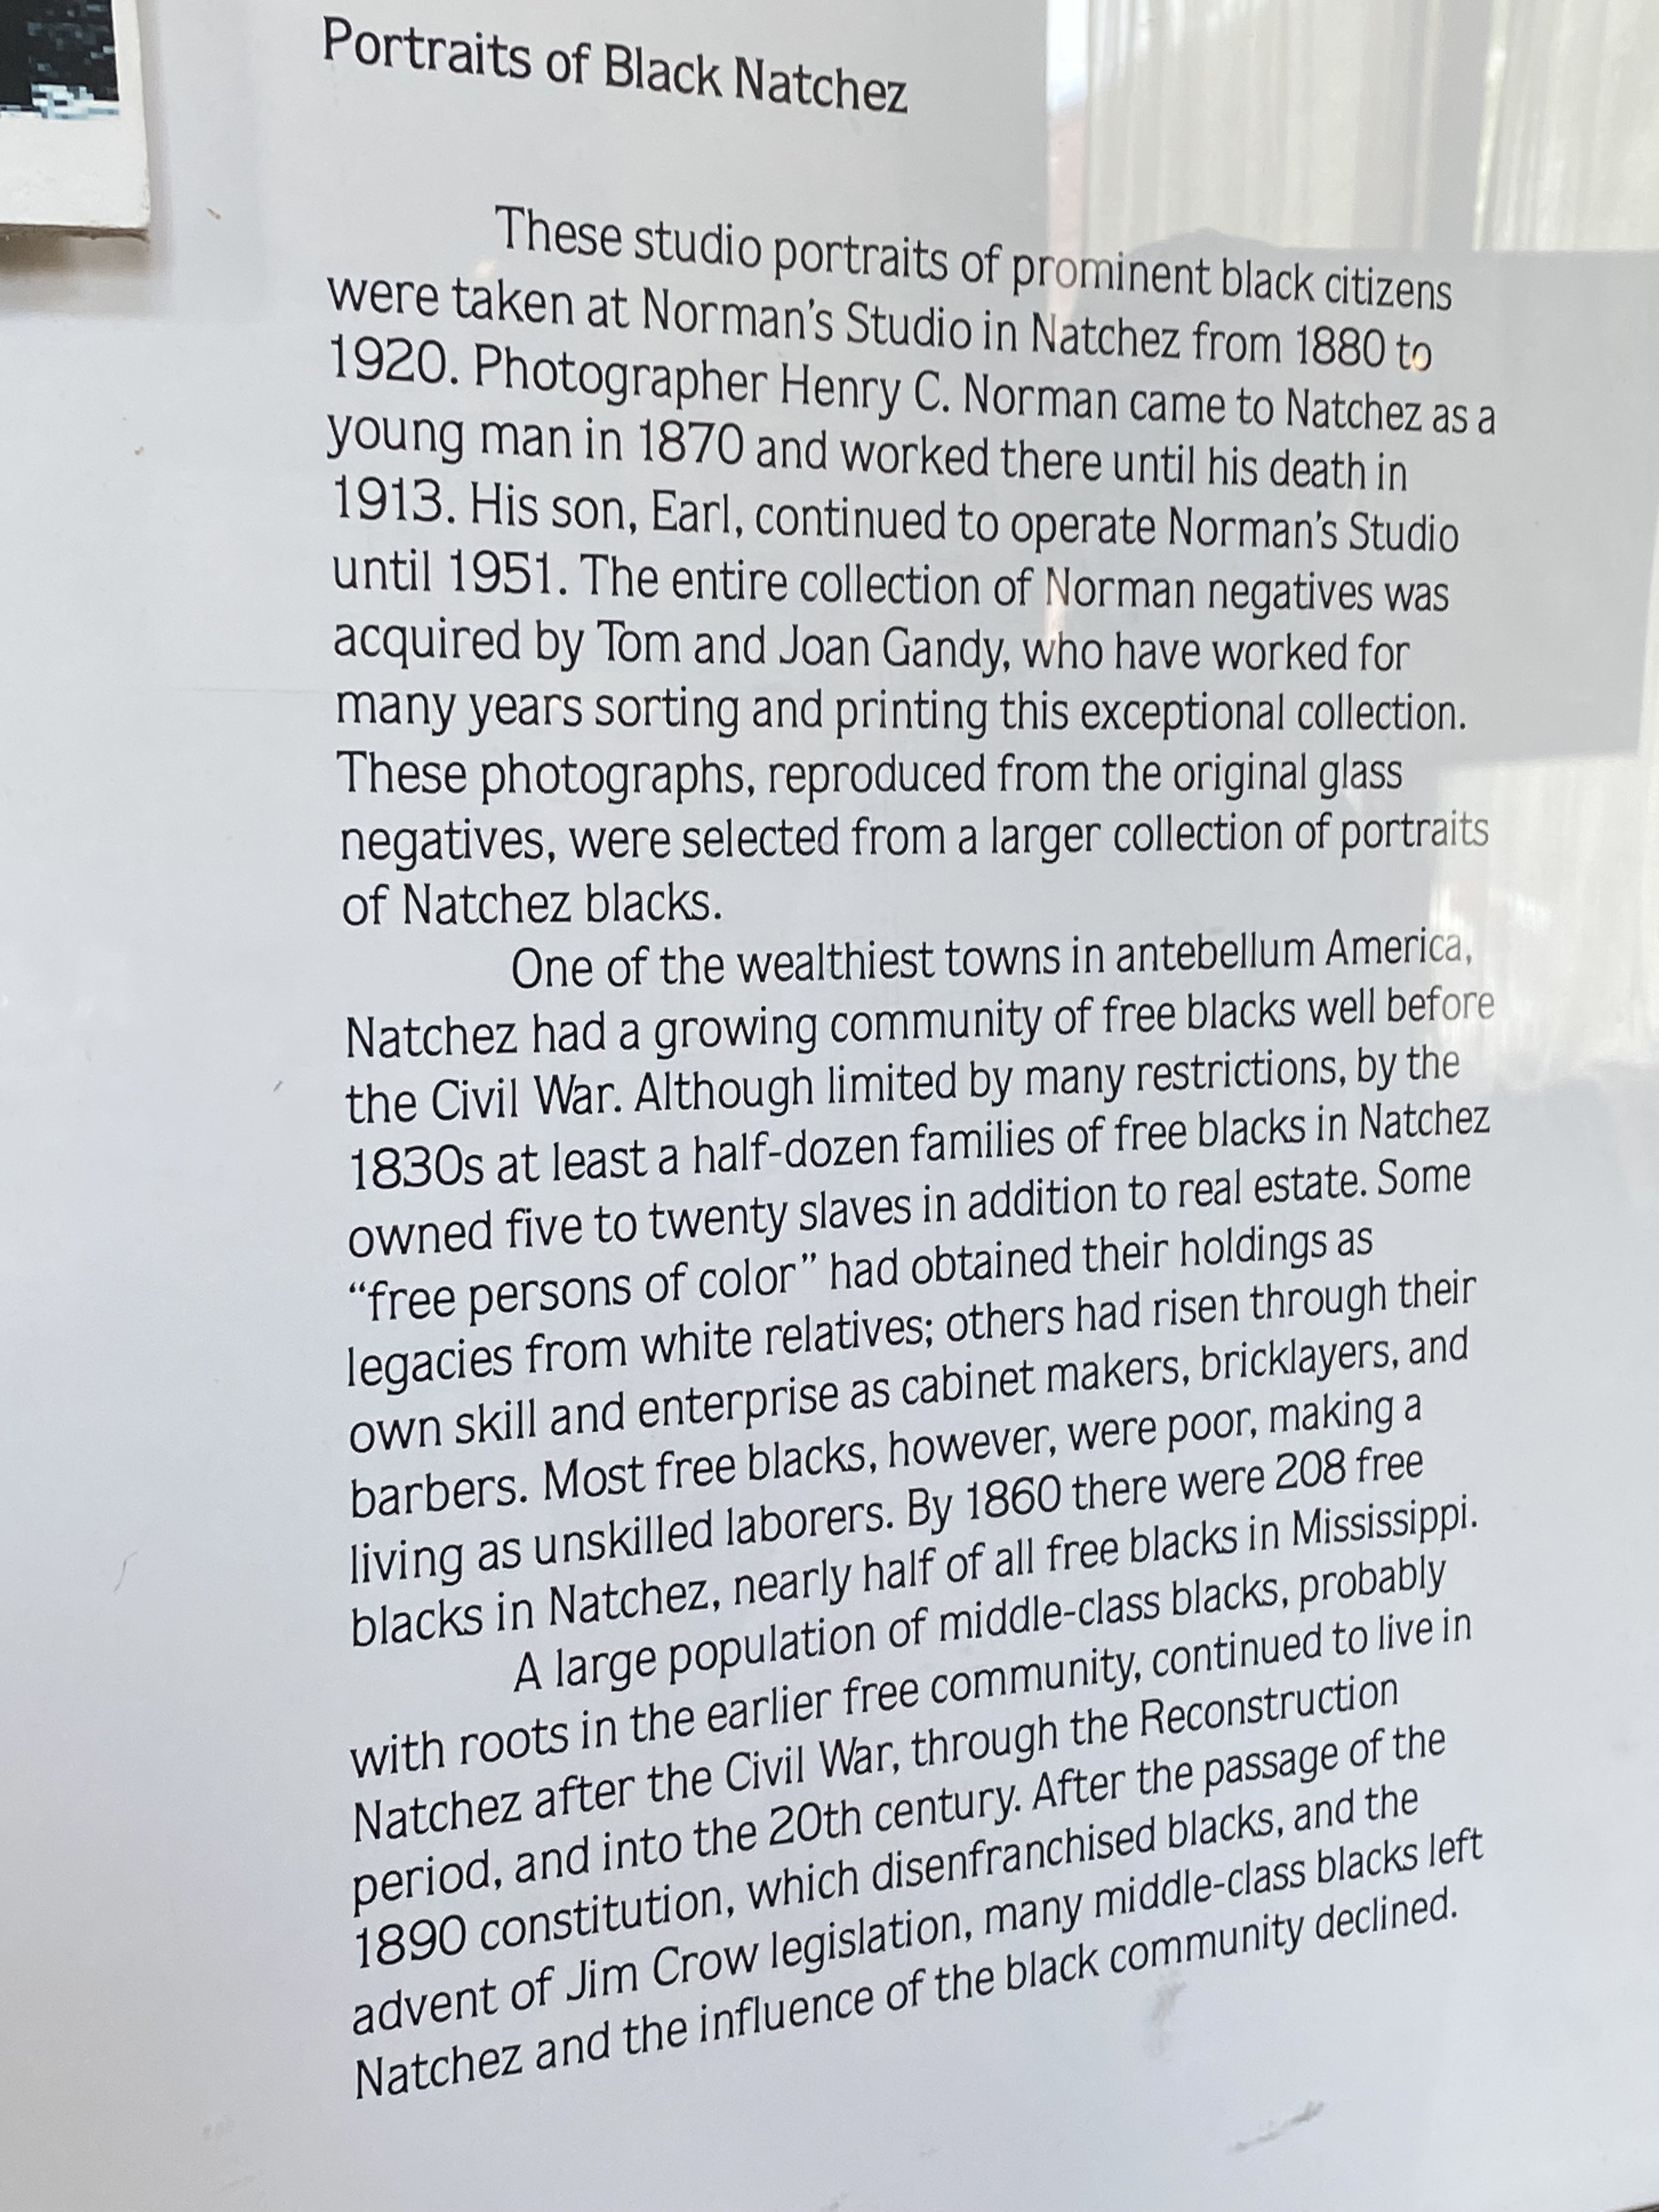 Portraits of Black Natchez
These studio portraits of prominent black citizens
were taken at Norman's Studio in Natchez from 1880 to
1920. Photographer Henry C. Norman came to Natchez as a
young man in 1870 and worked there until his death in
1913. His son, Earl, continued to operate Norman's Studio
until 1951. The entire collection of Norman negatives was
acquired by Tom and Joan Gandy, who have worked for
many years sorting and printing this exceptional collection.
These photographs, reproduced from the original glass
negatives, were selected from a larger collection of portraits
of Natchez blacks.
One of the wealthiest towns in antebellum America,
Natchez had a growing community of free blacks well before
the Civil War. Although limited by many restrictions, by the
1830s at least a half-dozen families of free blacks in Natchez
owned five to twenty slaves in addition to real estate. Some
“free persons of color” had obtained their holdings as
legacies from white relatives; others had risen through their
own skill and enterprise as cabinet makers, bricklayers, and
barbers. Most free blacks, however, were poor, making a
living as unskilled laborers. By 1860 there were 208 free
blacks in Natchez, nearly half of all free blacks in Mississippi.
A large population of middle-class blacks, probably
with roots in the earlier free community, continued to live in
Natchez after the Civil War, through the Reconstruction
period, and into the 20th century. After the passage of the
1890 constitution, which disenfranchised blacks, and the
advent of Jim Crow legislation, many middle-class blacks left
Natchez and the influence of the black community declined.